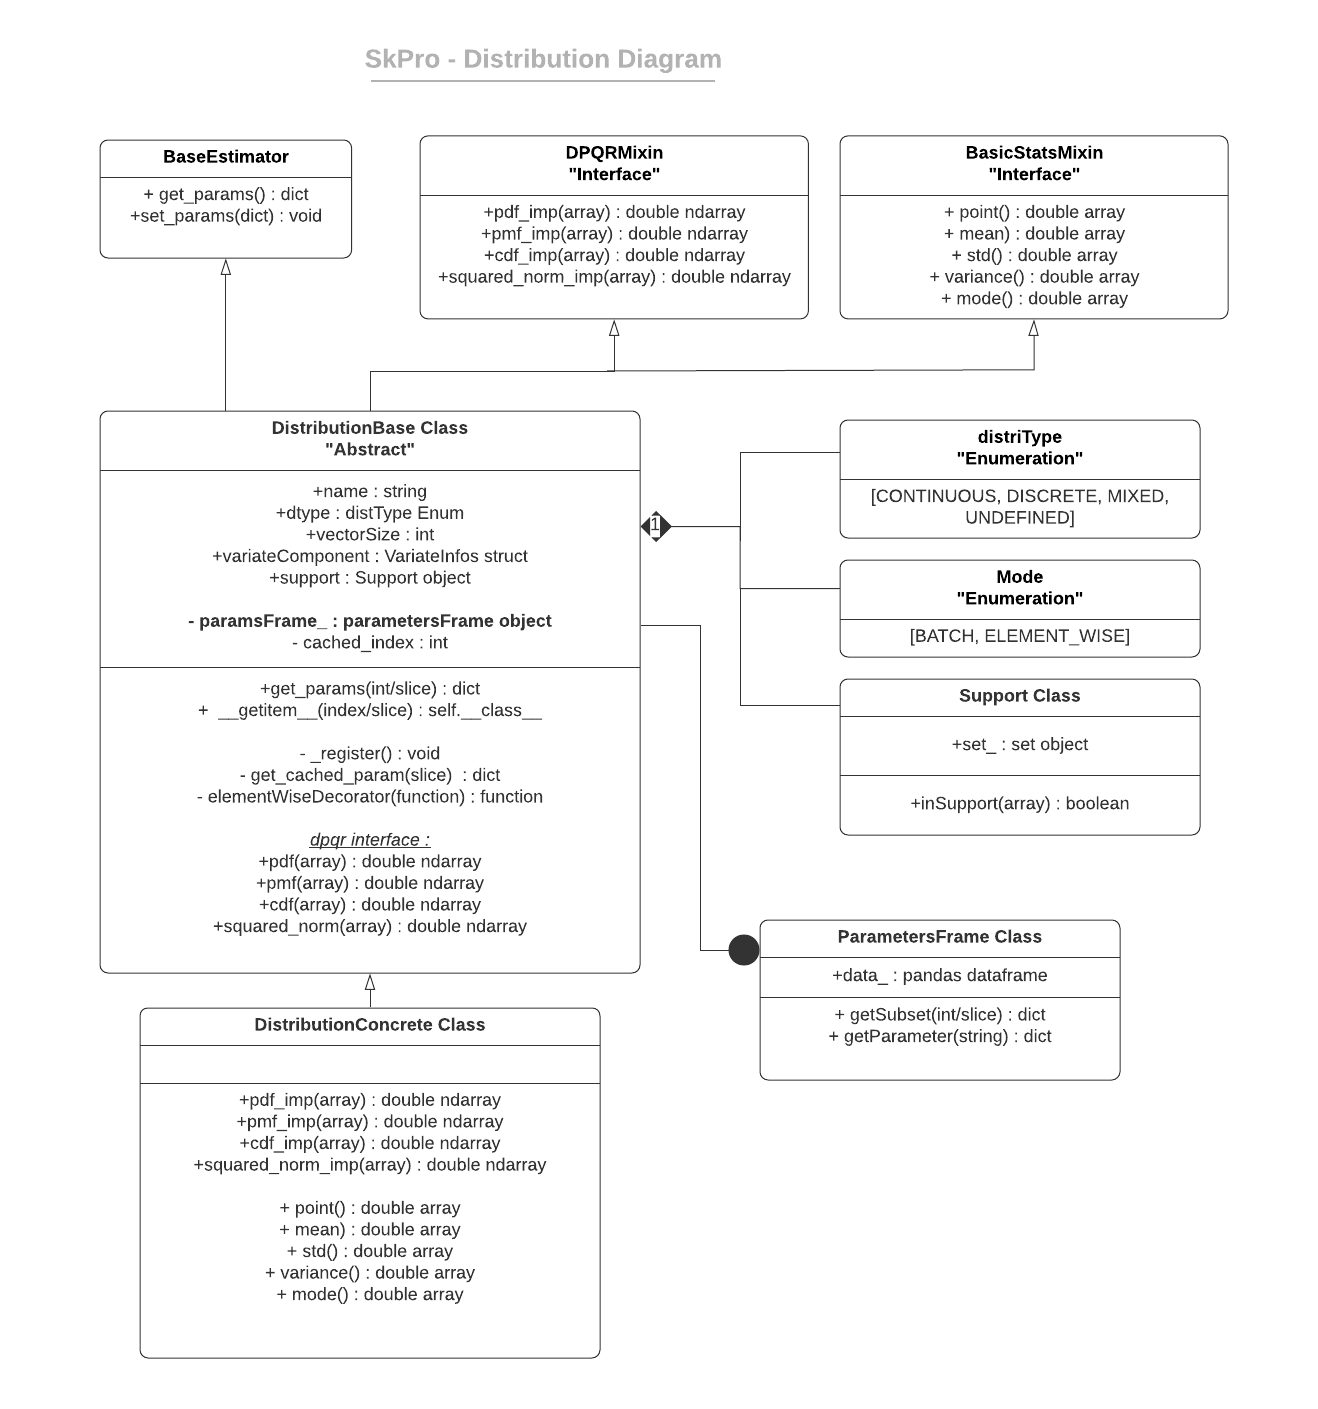 SkPro - Distribution Diagram
BaseEstimator
+ get_params() : dict
+set_params(dict) : void
DPQRMixin
"Interface"
+pdf_imp(array) : double ndarray
+pmf_imp(array) : double ndarray
+cdf_imp(array) : double ndarray
+squared_norm_imp(array) : double ndarray
BasicStatsMixin
"Interface"
+ point() : double array
+ mean) : double array
+ std() : double array
+ variance() : double array
+ mode() : double array
DistributionBase Class
"Abstract"
+name : string
+dtype : distType Enum
+vectorSize : int
+variateComponent : VariateInfos struct
+support : Support object
- paramsFrame_ : parametersFrame object
- cached_index : int
+get_params(int/slice) : dict
+ __getitem__(index/slice) : self.__class__
- _register() : void
- get_cached_param(slice) : dict
- elementWiseDecorator(function) : function
dpqr interface :
+pdf(array) : double ndarray
+pmf(array) : double ndarray
+cdf(array) : double ndarray
+squared_norm(array) : double ndarray
1
distriType
"Enumeration"
[CONTINUOUS, DISCRETE, MIXED,
UNDEFINED]
Mode
"Enumeration"
[BATCH, ELEMENT_WISE]
Support Class
+set_ : set object
+inSupport(array) : boolean
ParametersFrame Class
+data_ : pandas dataframe
+ getSubset(int/slice) : dict
+ getParameter(string) : dict
DistributionConcrete Class
+pdf_imp(array) : double ndarray
+pmf_imp(array) : double ndarray
+cdf_imp(array) : double ndarray
+squared_norm_imp(array) : double ndarray
+ point() : double array
+ mean) : double array
+ std() : double array
+ variance() : double array
+ mode() : double array